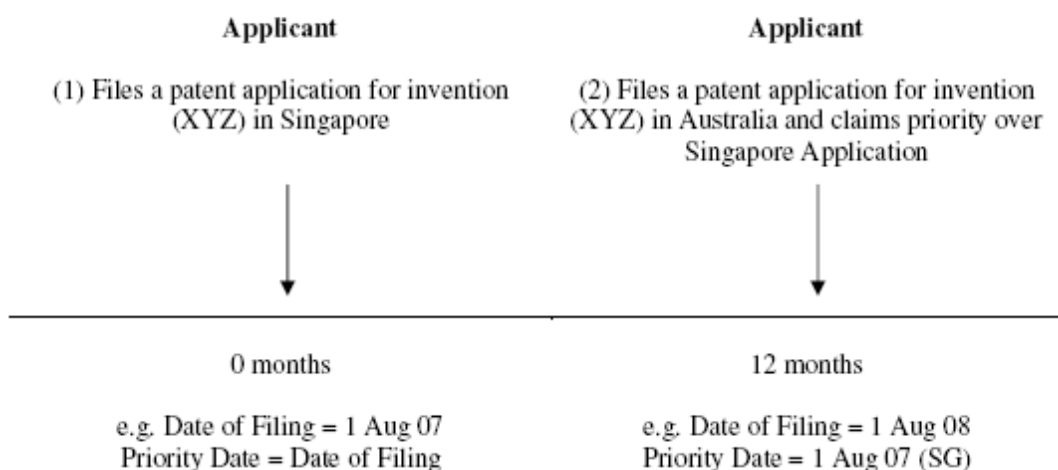 Applicant
(1) Files a patent application for invention
(XYZ) in Singapore
0 months
e.g. Date of Filing = 1 Aug 07
Priority Date = Date of Filing
Applicant
(2) Files a patent application for invention
(XYZ) in Australia and claims priority over
Singapore Application
12 months
e.g. Date of Filing = 1 Aug 08
Priority Date = 1 Aug 07 (SG)